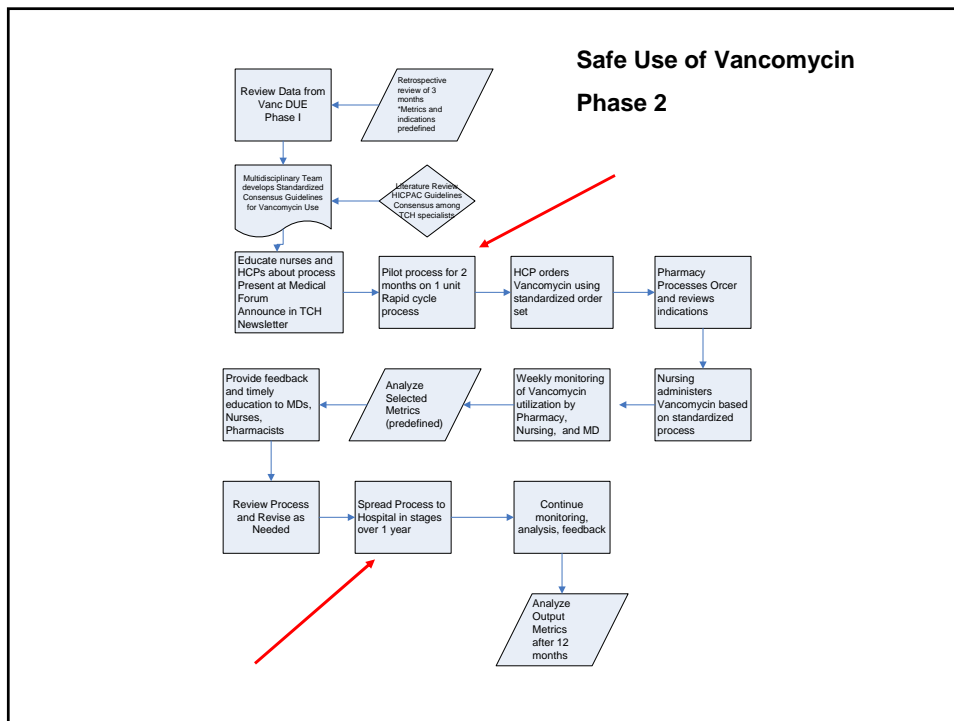 Safe Use of Vancomycin
Phase 2
Review Data from
Vanc DUE
Phase I
Retrospective
review of 3
months
*Metrics and
indications
predefined
Multidisciplinary Team
develops Standardized
Consensus Guidelines
for Vancomycin Use
Literature Review
HICPAC Guidelines
Consensus among
TCH specialists
Educate nurses and
HCPs about process
Present at Medical
Forum
Announce in TCH
Newsletter
Pilot process for 2
months on 1 unit
Rapid cycle
process
HCP orders
Vancomycin using
standardized order
set
Pharmacy
Processes Orcer
and reviews
indications
Provide feedback
and timely
education to MDs,
Nurses,
Pharmacists
Analyze
Selected
Metrics
(predefined)
Weekly monitoring
of Vancomycin
utilization by
Pharmacy,
Nursing, and MD
Nursing
administers
Vancomycin based
on standardized
process
Review Process
and Revise as
Needed
Spread Process to
Hospital in stages
over 1 year
Continue
monitoring,
analysis, feedback
Analyze
Output
Metrics
after 12
months